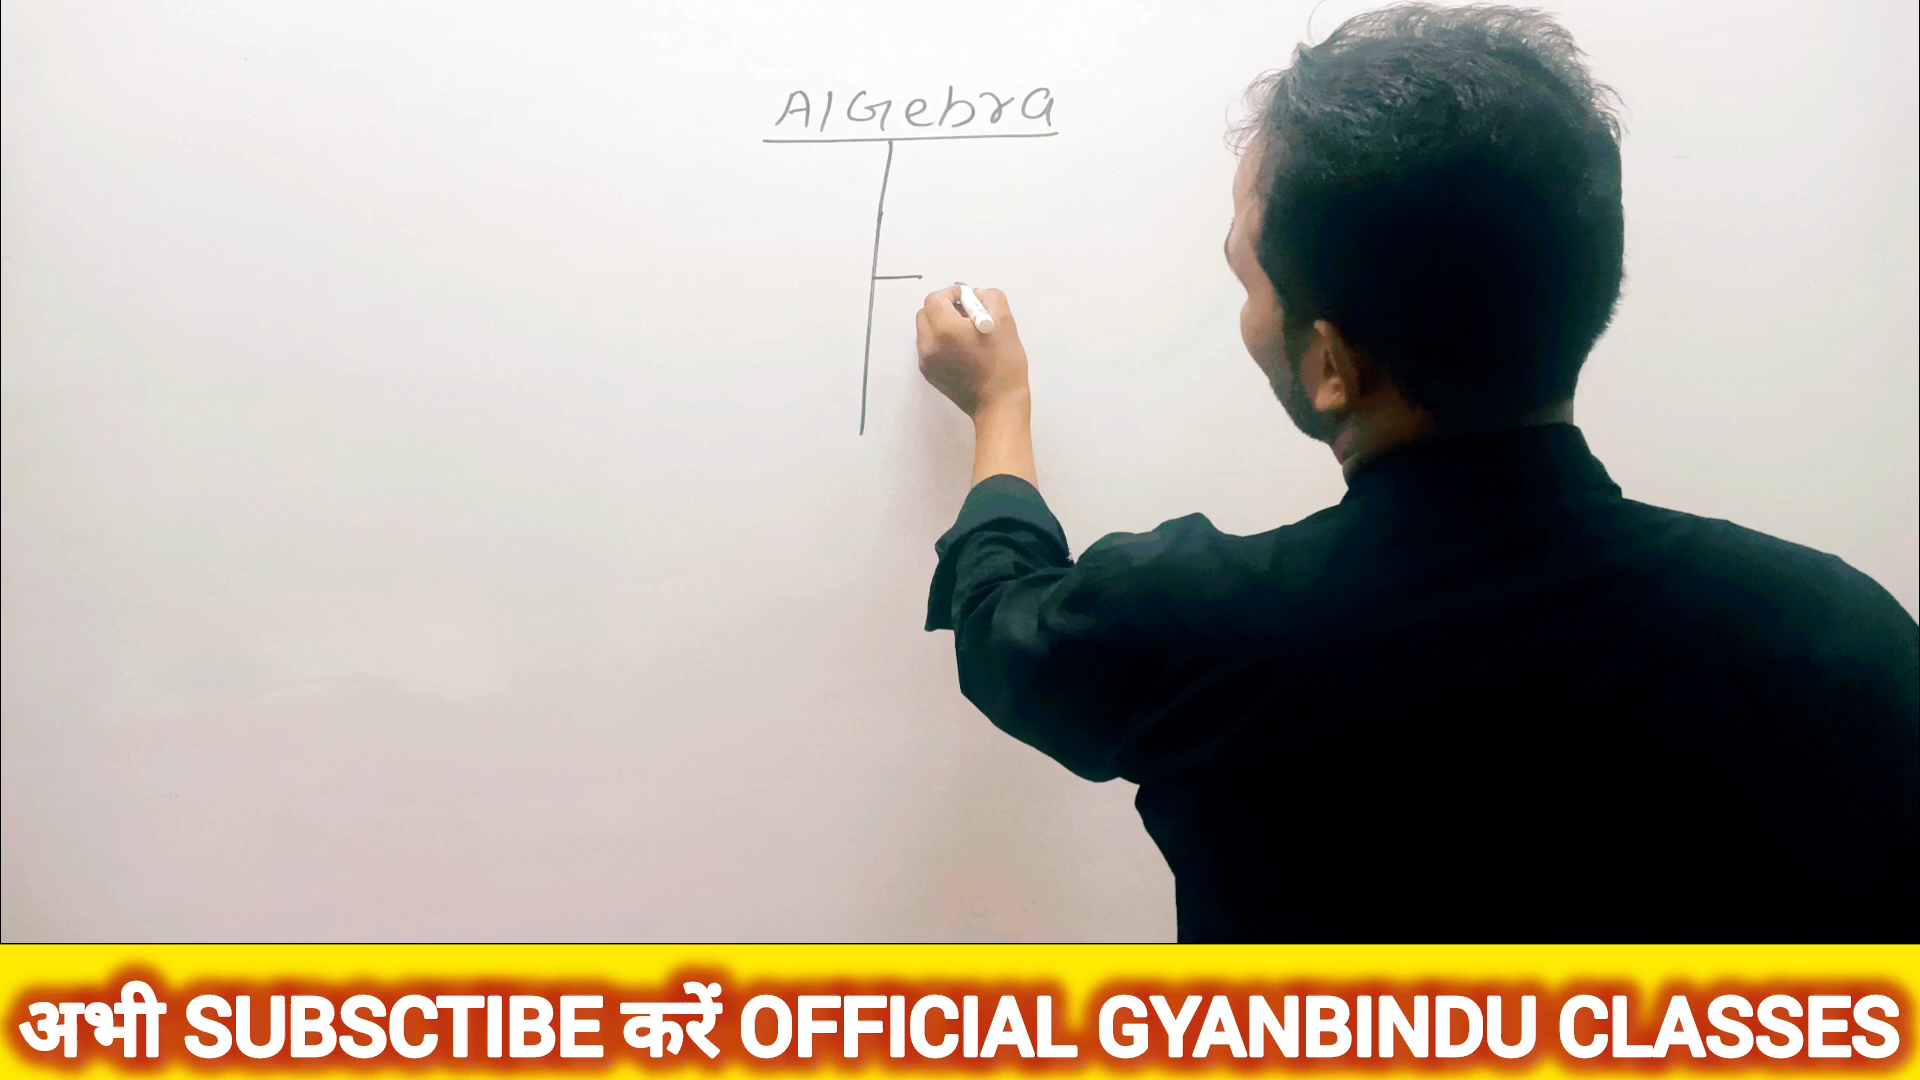 AlGebra
अभी SUBSCTIBE करें OFFICIAL GYANBINDU CLASSES